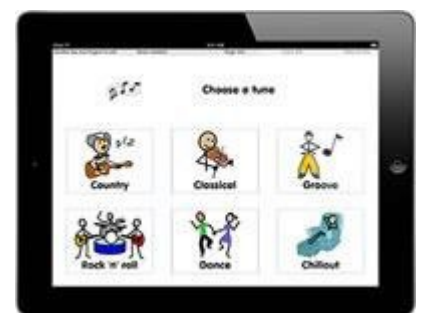 Choose a tune
Country
Classical
Groove
Rock 'n' roll
Dance
Chillout